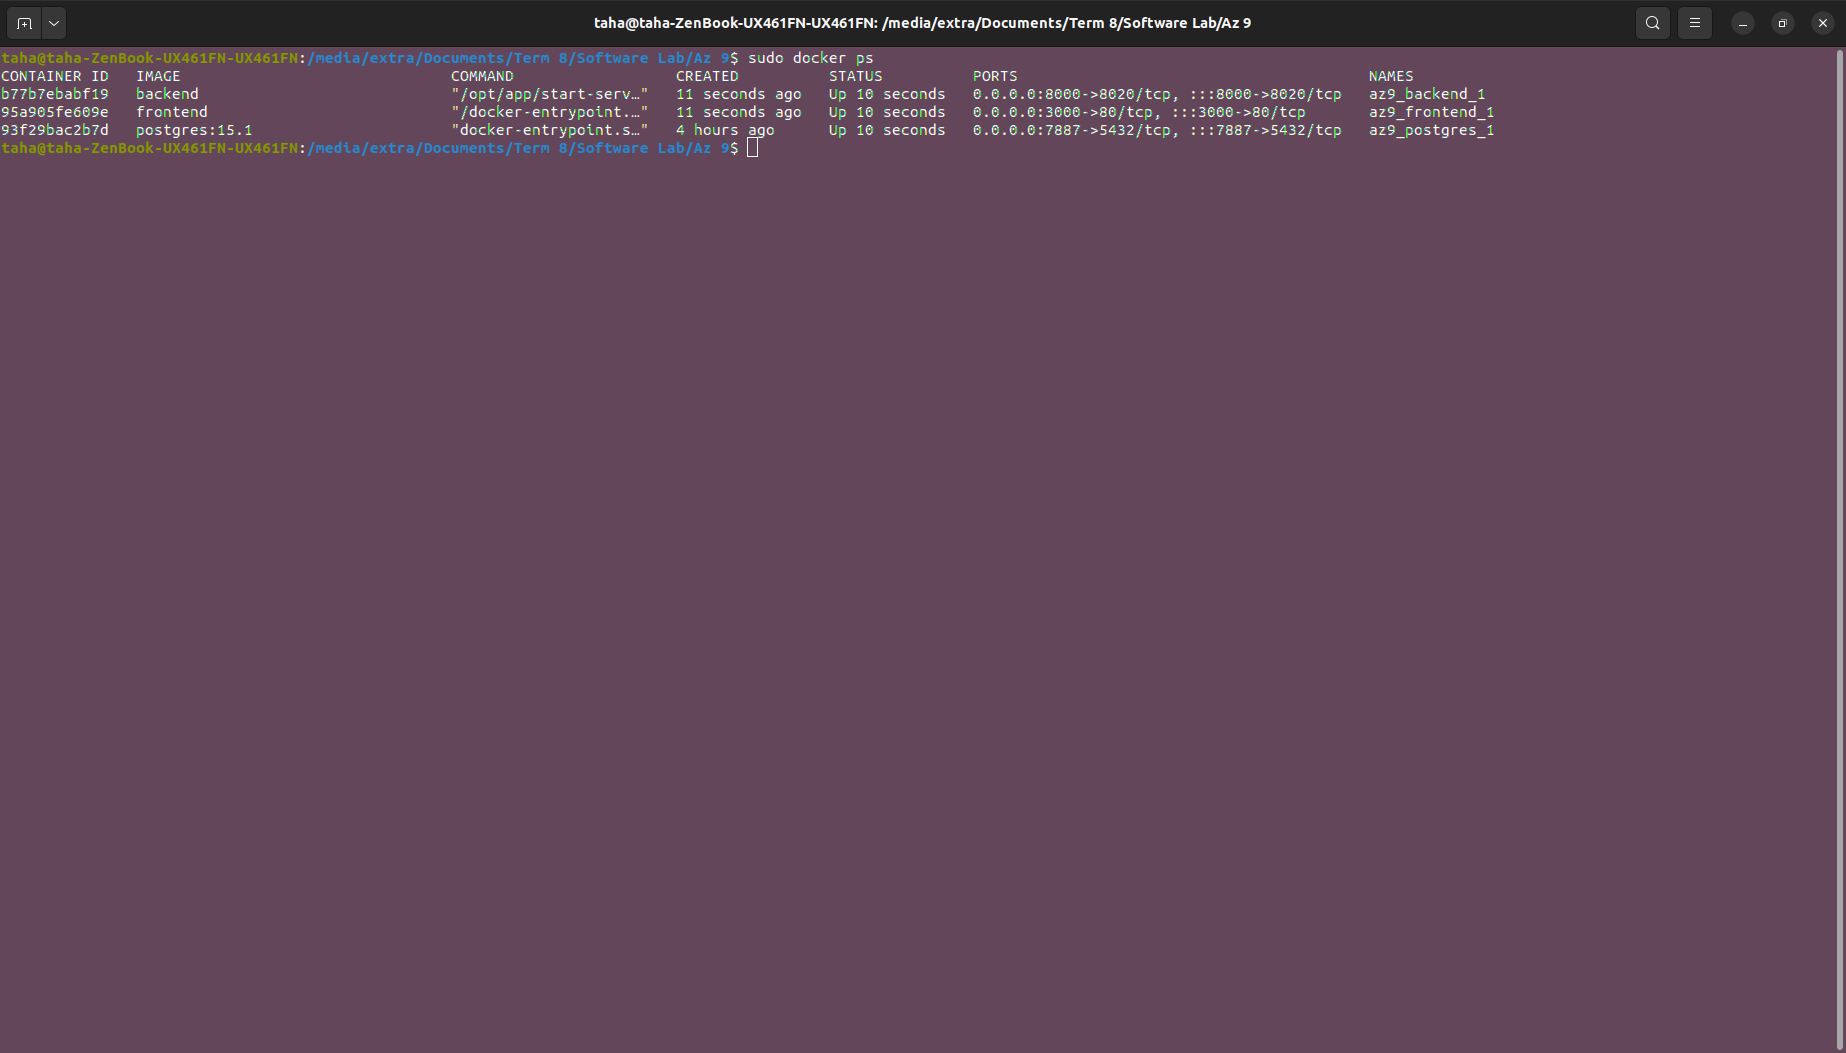 taha@taha-ZenBook-UX461FN-UX461FN: /media/extra/Documents/Term 8/Software Lab/Az 9
taha@taha-ZenBook-UX461FN-UX461FN:/media/extra/Documents/Term 8/Software Lab/Az 9$ sudo docker ps
CONTAINER ID   IMAGE                              COMMAND                  CREATED          STATUS          PORTS                                       NAMES
b77b7ebabf19   backend                            "/opt/app/start-serv…"   11 seconds ago   Up 10 seconds   0.0.0.0:8000->8020/tcp, :::8000->8020/tcp   az9_backend_1
95a905fe609e   frontend                           "/docker-entrypoint.…"   11 seconds ago   Up 10 seconds   0.0.0.0:3000->80/tcp, :::3000->80/tcp       az9_frontend_1
93f29bac2b7d   postgres:15.1                      "docker-entrypoint.s…"   4 hours ago      Up 10 seconds   0.0.0.0:7887->5432/tcp, :::7887->5432/tcp   az9_postgres_1
taha@taha-ZenBook-UX461FN-UX461FN:/media/extra/Documents/Term 8/Software Lab/Az 9$